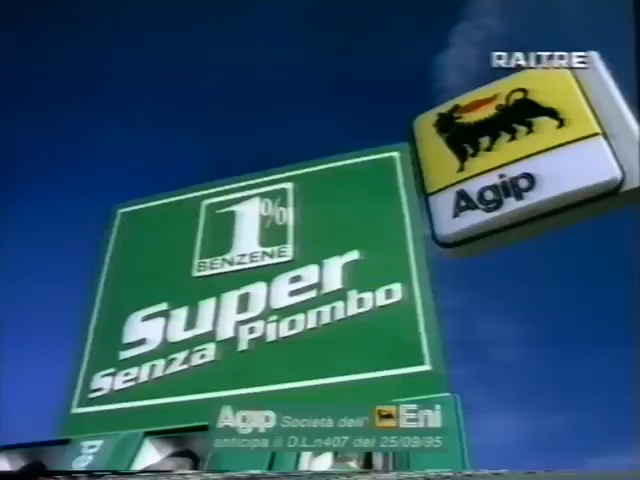 RAITRE
Agip
1%
BENZENE
Super
Senza Piombo
Agip Società dell' Eni
anticipa il D.L.n407 del 25/09/95